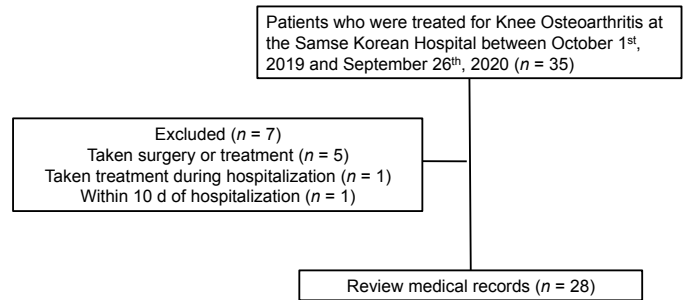 Patients who were treated for Knee Osteoarthritis at
the Samse Korean Hospital between October 1st,
2019 and September 26th, 2020 (n = 35)
Excluded (n = 7)
Taken surgery or treatment (n = 5)
Taken treatment during hospitalization (n = 1)
Within 10 d of hospitalization (n = 1)
Review medical records (n = 28)